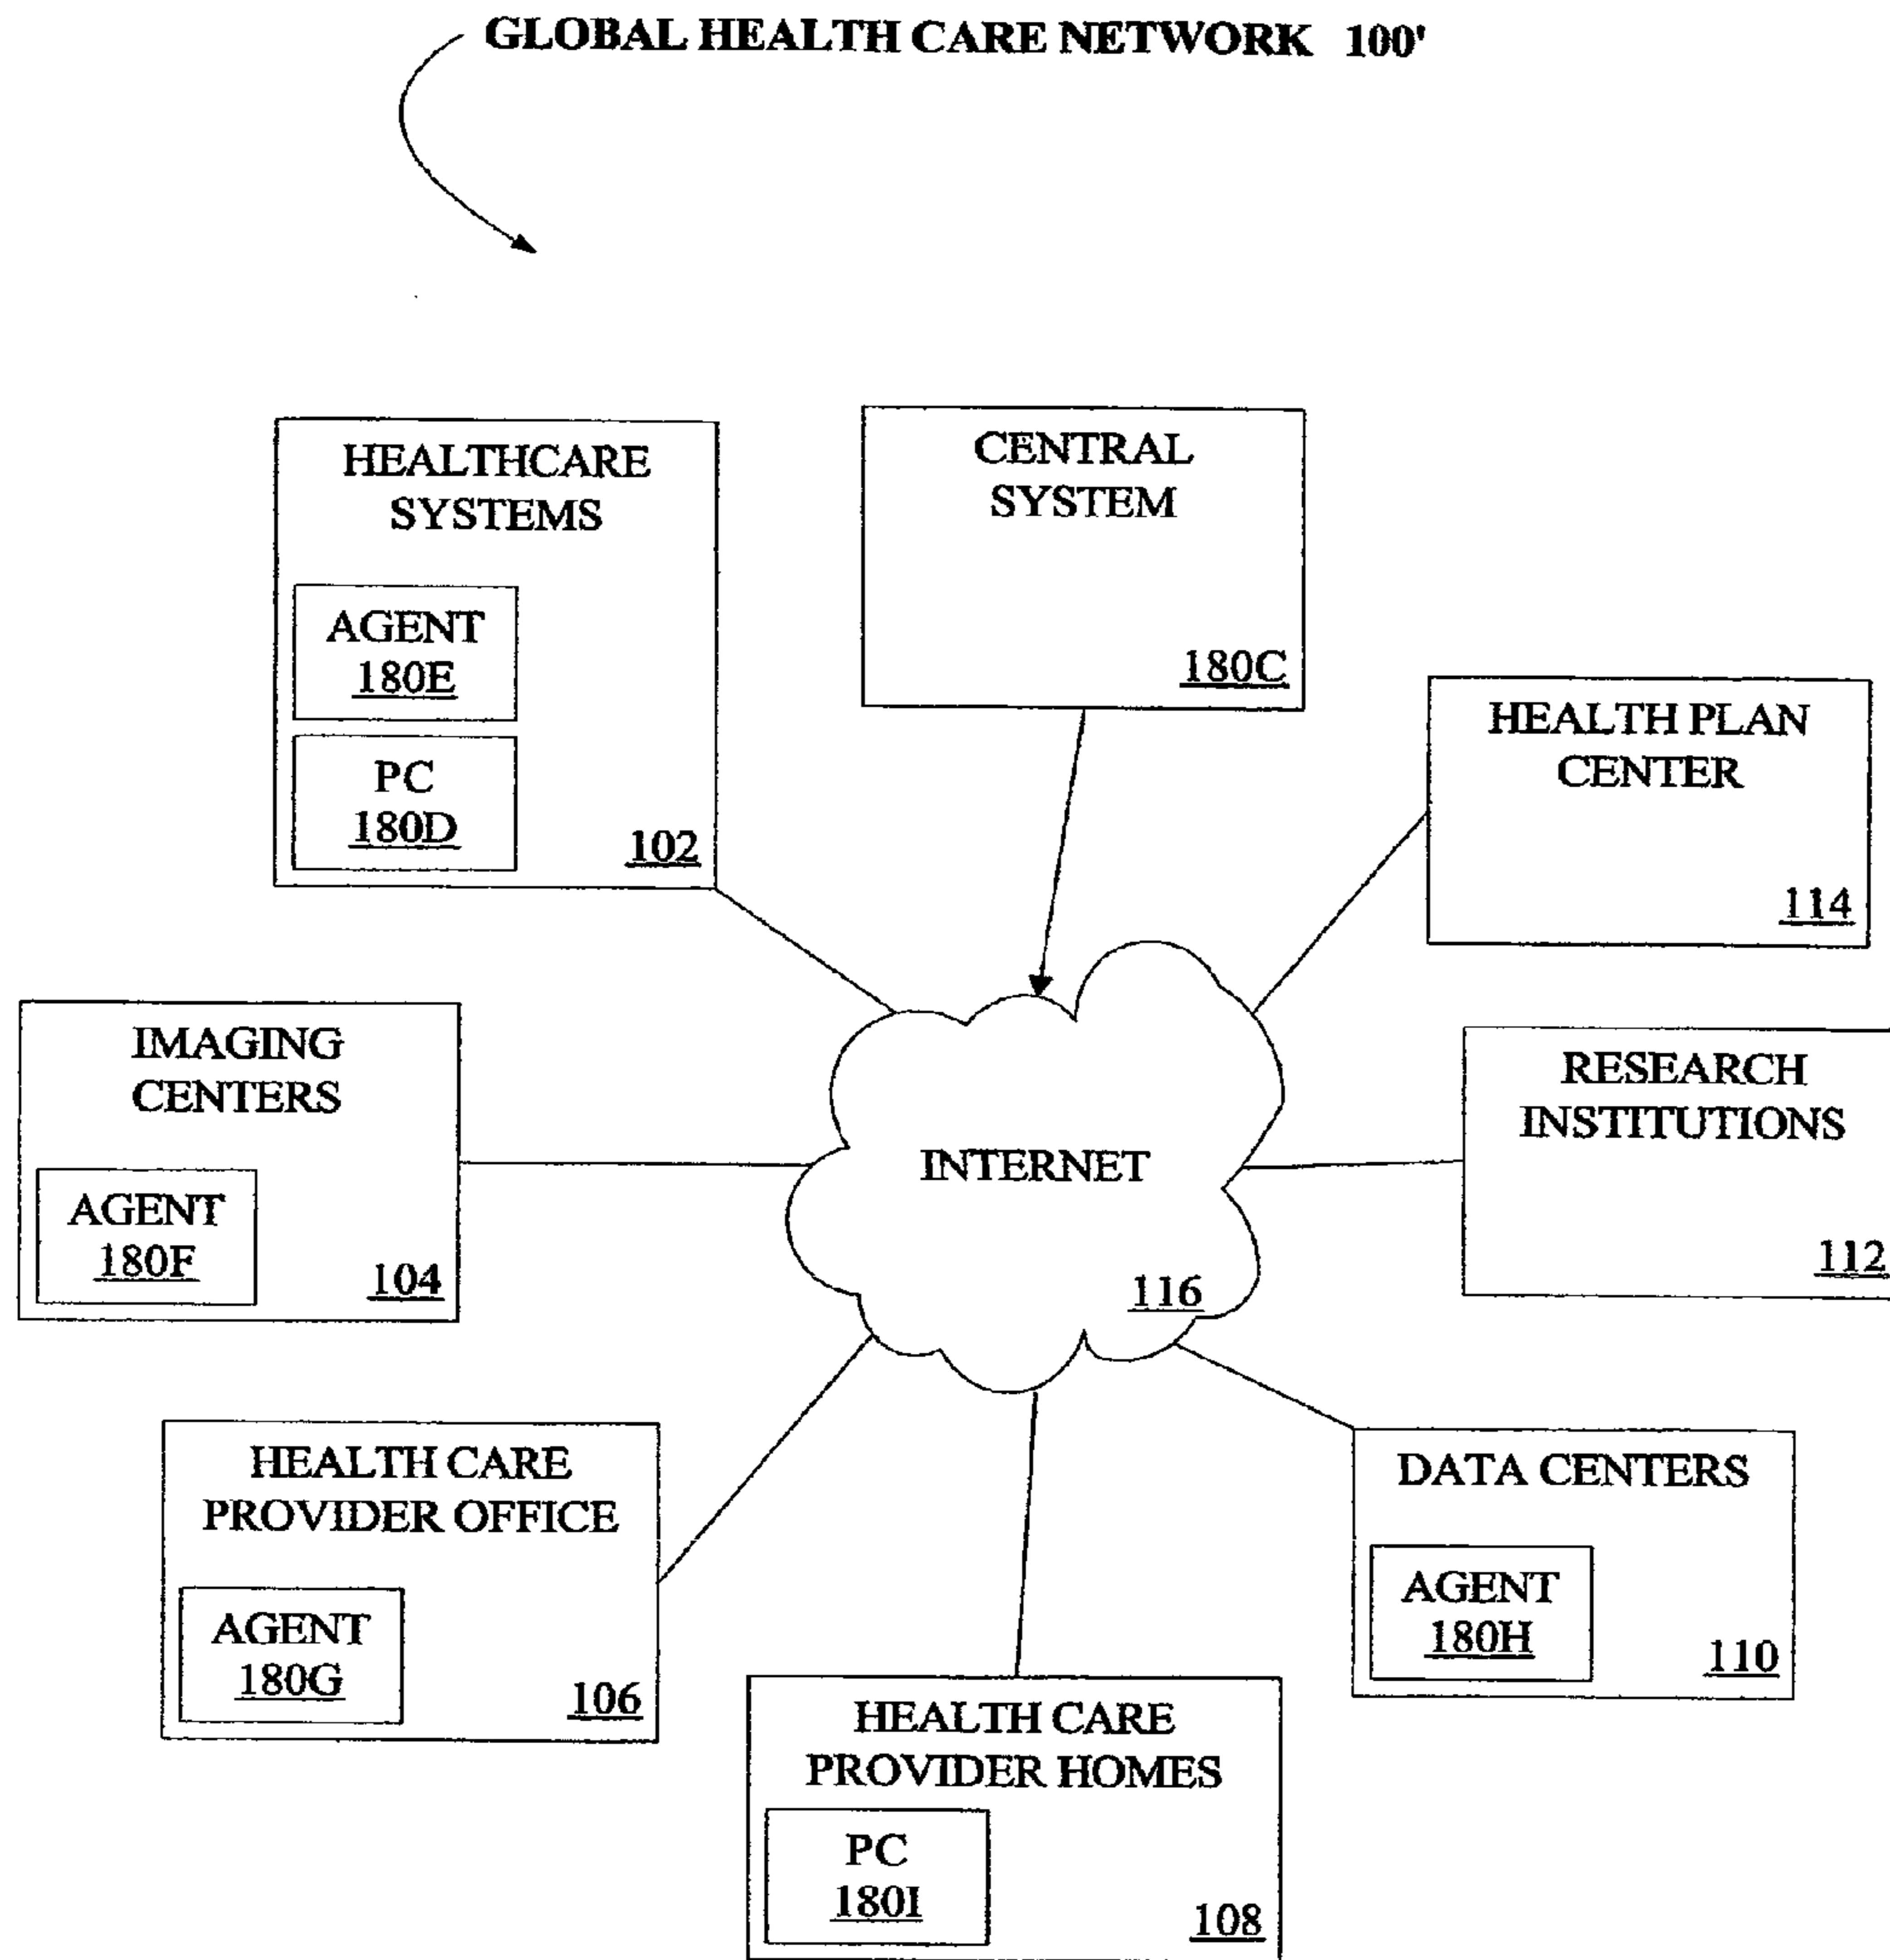 GLOBAL HEALTH CARE NETWORK 100'
HEALTHCARE
SYSTEMS
AGENT
180E
PC
180D
102
CENTRAL
SYSTEM
180C
HEALTH PLAN
CENTER
114
IMAGING
CENTERS
AGENT
180F
104
INTERNET
116
RESEARCH
INSTITUTIONS
112
HEALTH CARE
PROVIDER OFFICE
AGENT
180G
106
HEALTH CARE
PROVIDER HOMES
PC
180I
108
DATA CENTERS
AGENT
180H
110